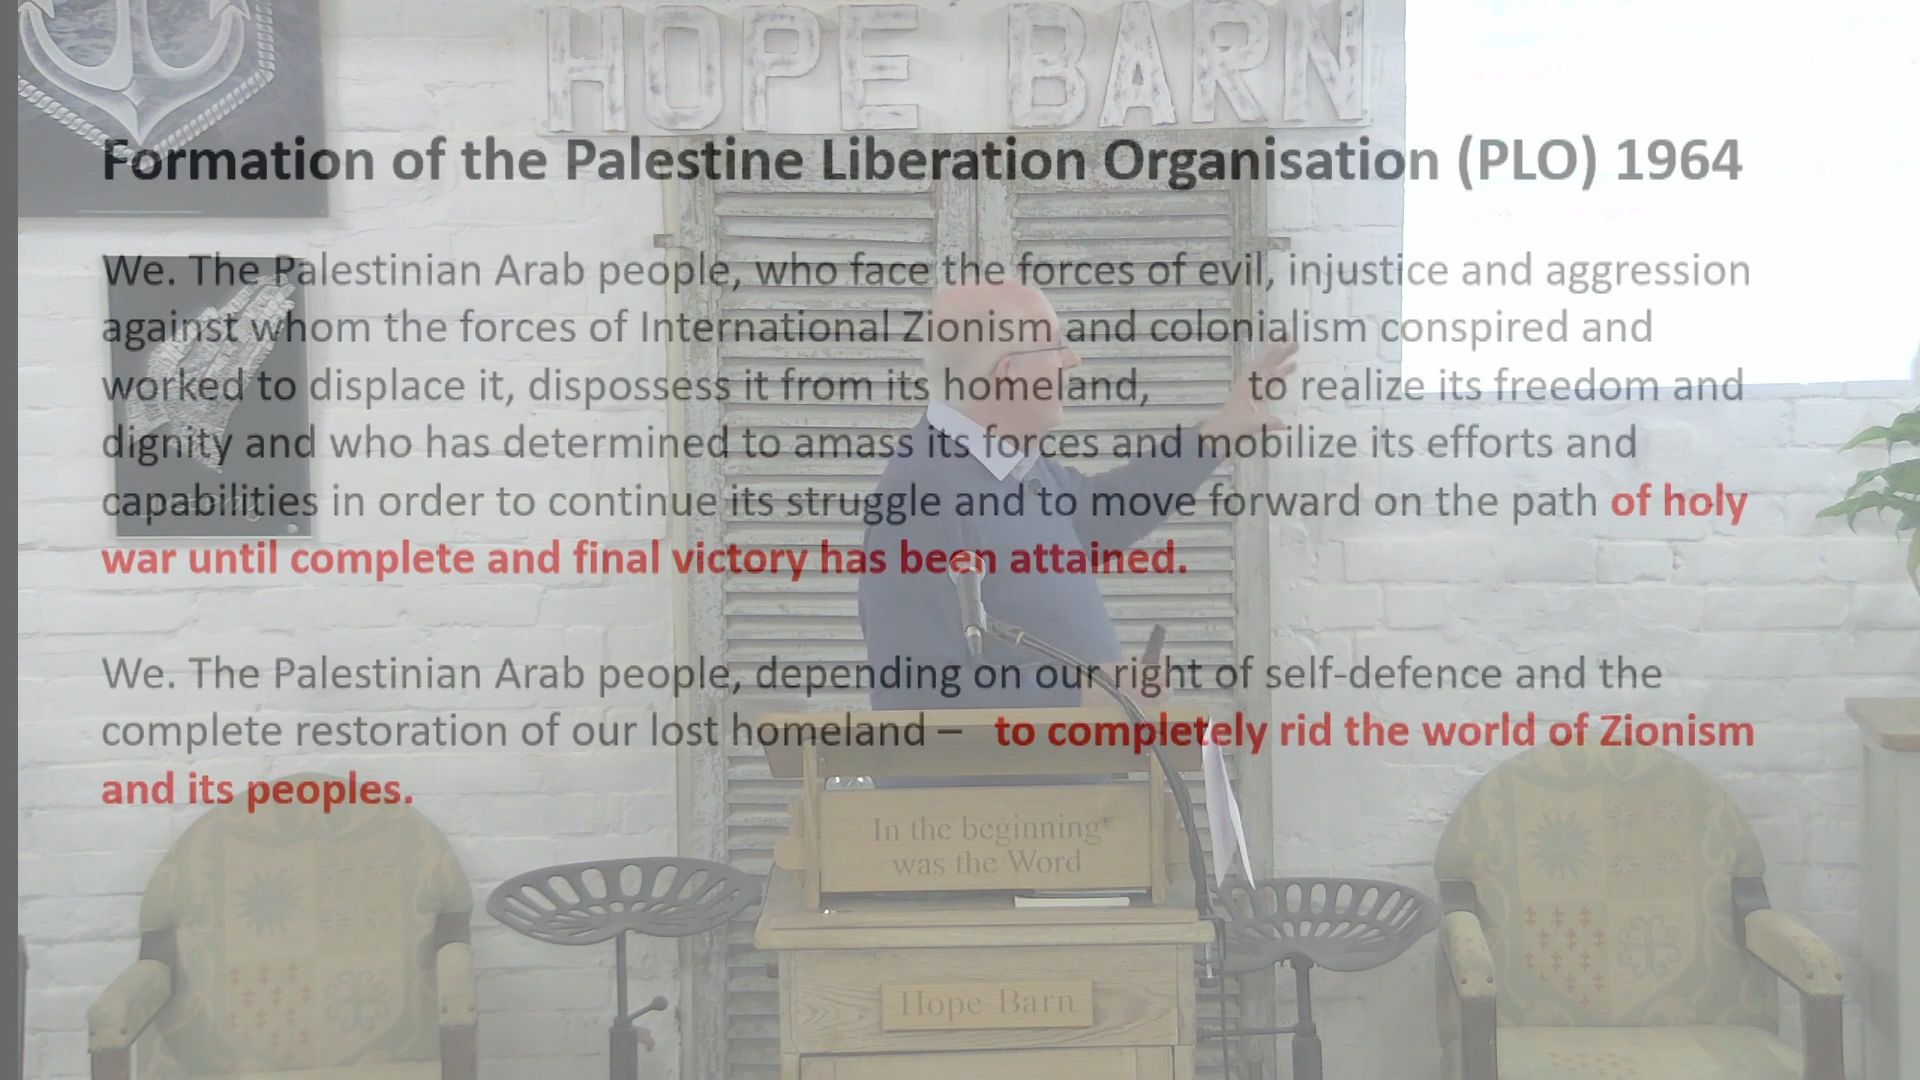 HOPE BARN
Formation of the Palestine Liberation Organisation (PLO) 1964
We. The Palestinian Arab people, who face the forces of evil, injustice and aggression
against whom the forces of International Zionism and colonialism conspired and
worked to displace it, dispossess it from its homeland, to realize its freedom and
dignity and who has determined to amass its forces and mobilize its efforts and
capabilities in order to continue its struggle and to move forward on the path of holy
war until complete and final victory has been attained.
We. The Palestinian Arab people, depending on our right of self-defence and the
complete restoration of our lost homeland – to completely rid the world of Zionism
and its peoples.
In the beginning
was the Word
Hope Barn